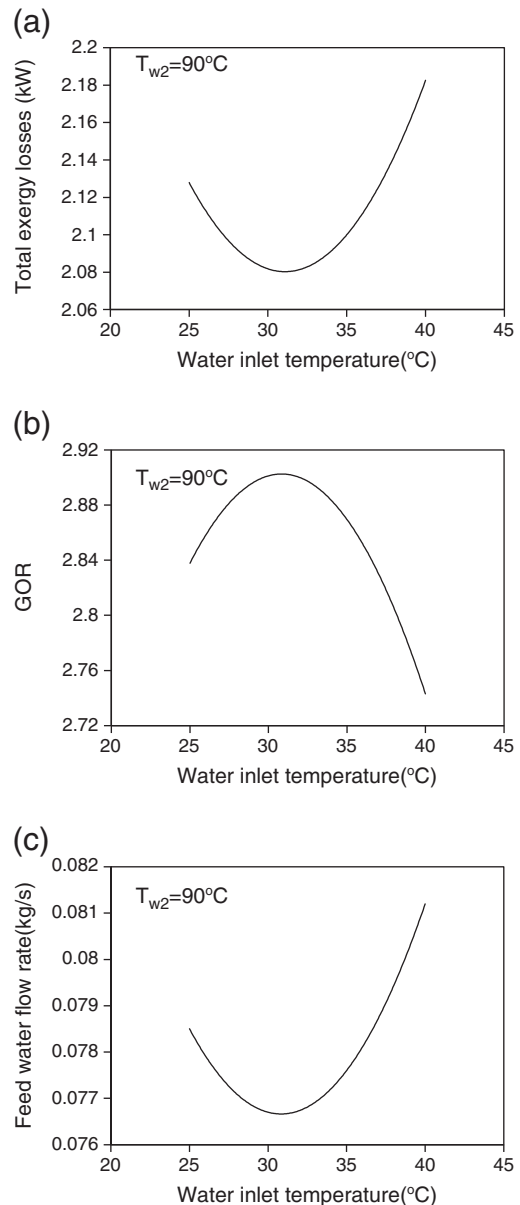 (a)
2.2
2.18
2.16
2.14
2.12
2.1
2.08
2.06
Total exergy losses (kW)
T_w2=90°C
20 25 30 35 40 45
Water inlet temperature(°C)
(b)
2.92
2.88
2.84
2.8
2.76
2.72
GOR
T_w2=90°C
20 25 30 35 40 45
Water inlet temperature(°C)
(c)
0.082
0.081
0.08
0.079
0.078
0.077
0.076
Feed water flow rate(kg/s)
T_w2=90°C
20 25 30 35 40 45
Water inlet temperature(°C)